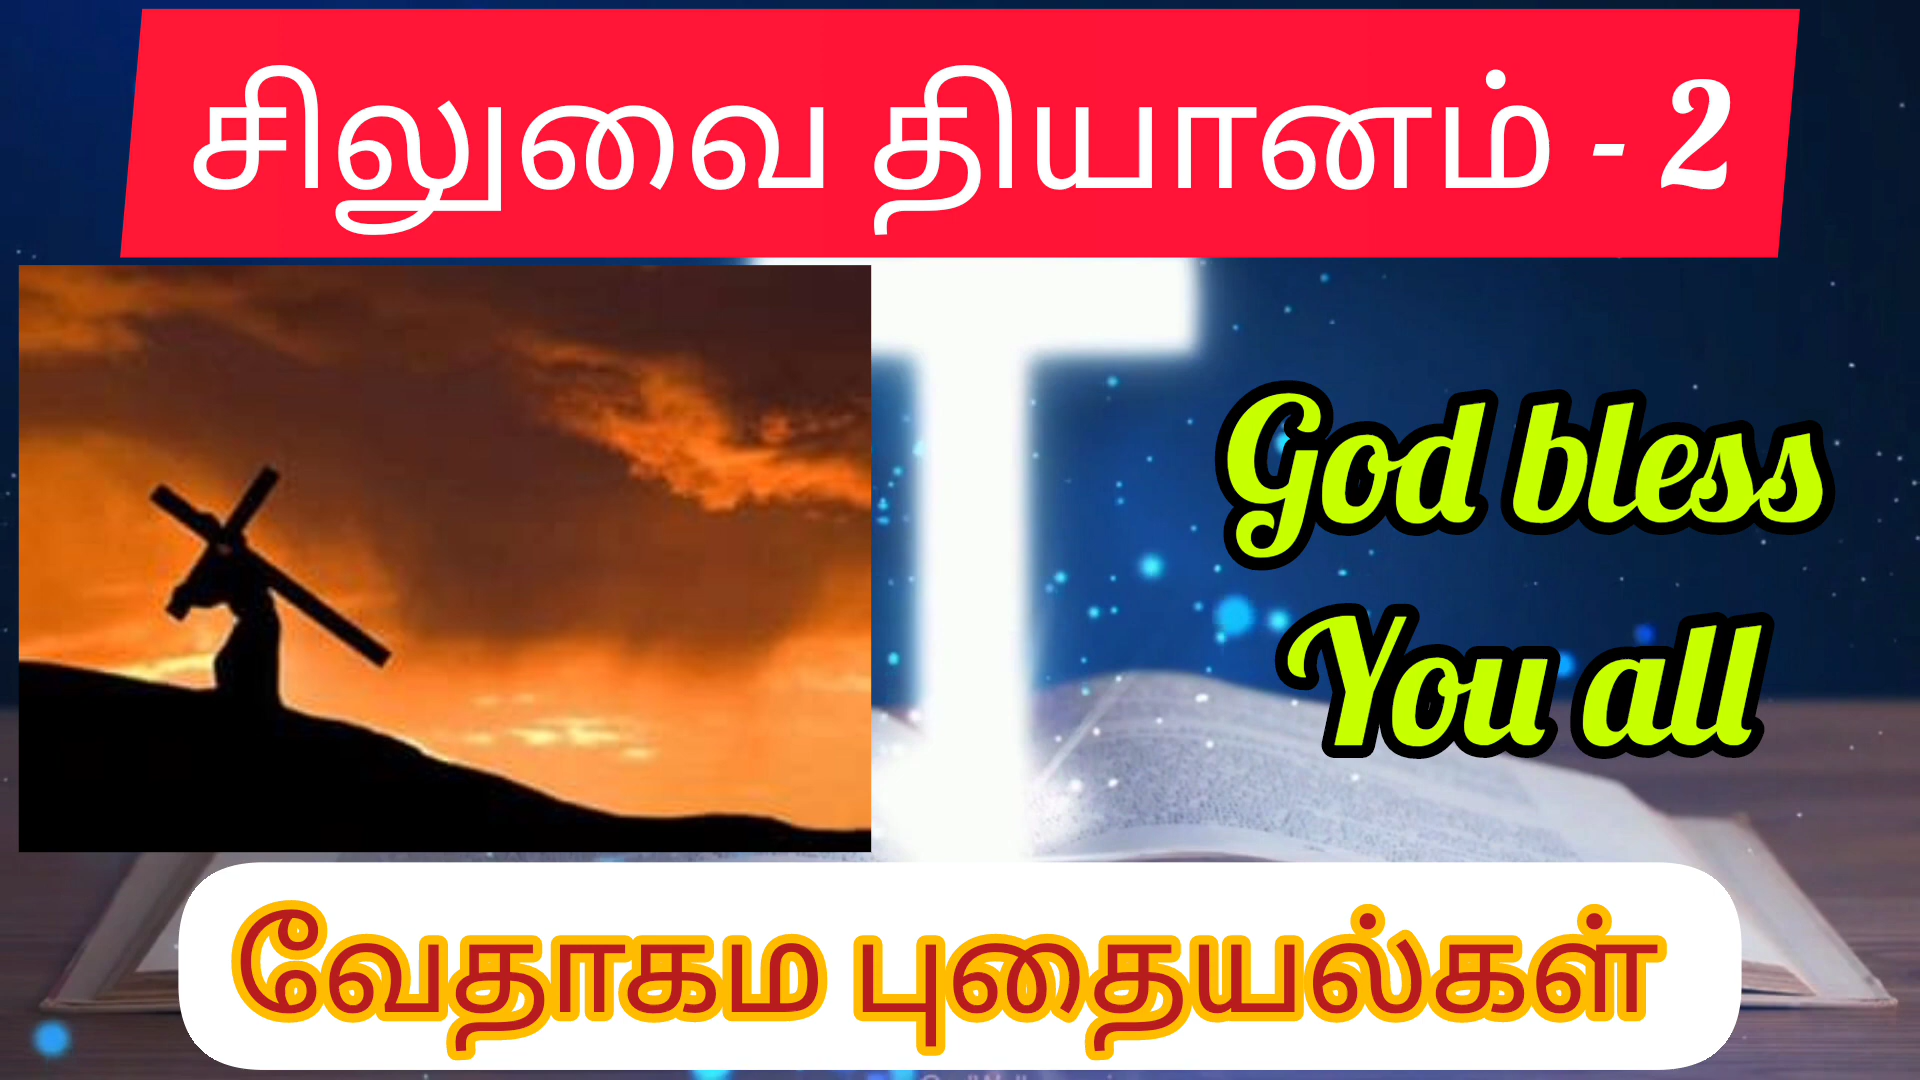 சிலுவை தியானம் - 2
God bless
You all
வேதாகம புதையல்கள்